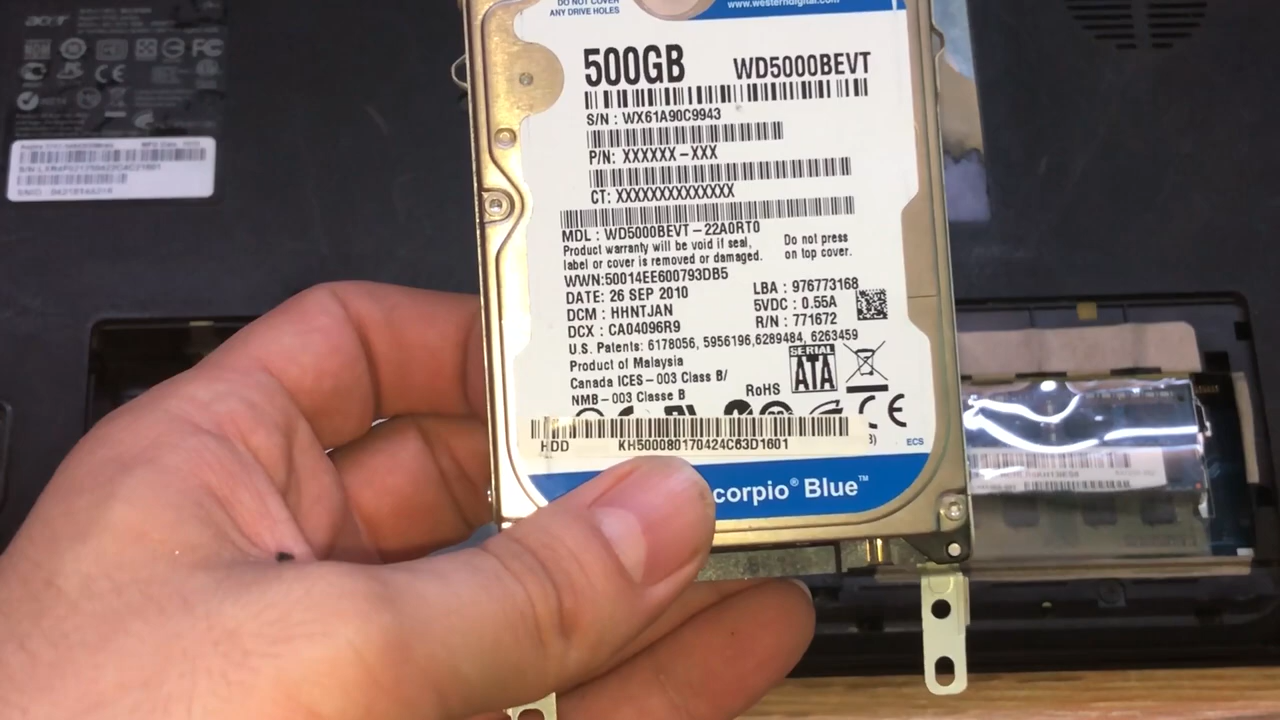 acer
DO NOT COVER
ANY DRIVE HOLES
www.westerndigital.com
500GB
WD5000BEVT
S/N : WX61A90C9943
P/N: XXXXXX-XXX
CT: XXXXXXXXXXXXXX
MDL : WD5000BEVT-22A0RT0
Product warranty will be void if seal,
label or cover is removed or damaged.
Do not press
on top cover.
WWN:50014EE600793DB5
DATE: 26 SEP 2010
DCM : HHNTJAN
DCX : CA04096R9
LBA : 976773168
5VDC : 0.55A
R/N : 771672
U.S. Patents: 6178056, 5956196,6289484, 6263459
Product of Malaysia
Canada ICES-003 Class B/
NMB-003 Classe B
RoHS
SERIAL
ATA
CE
HDD KH500080170424C63D1601
ECS
corpio® Blue™